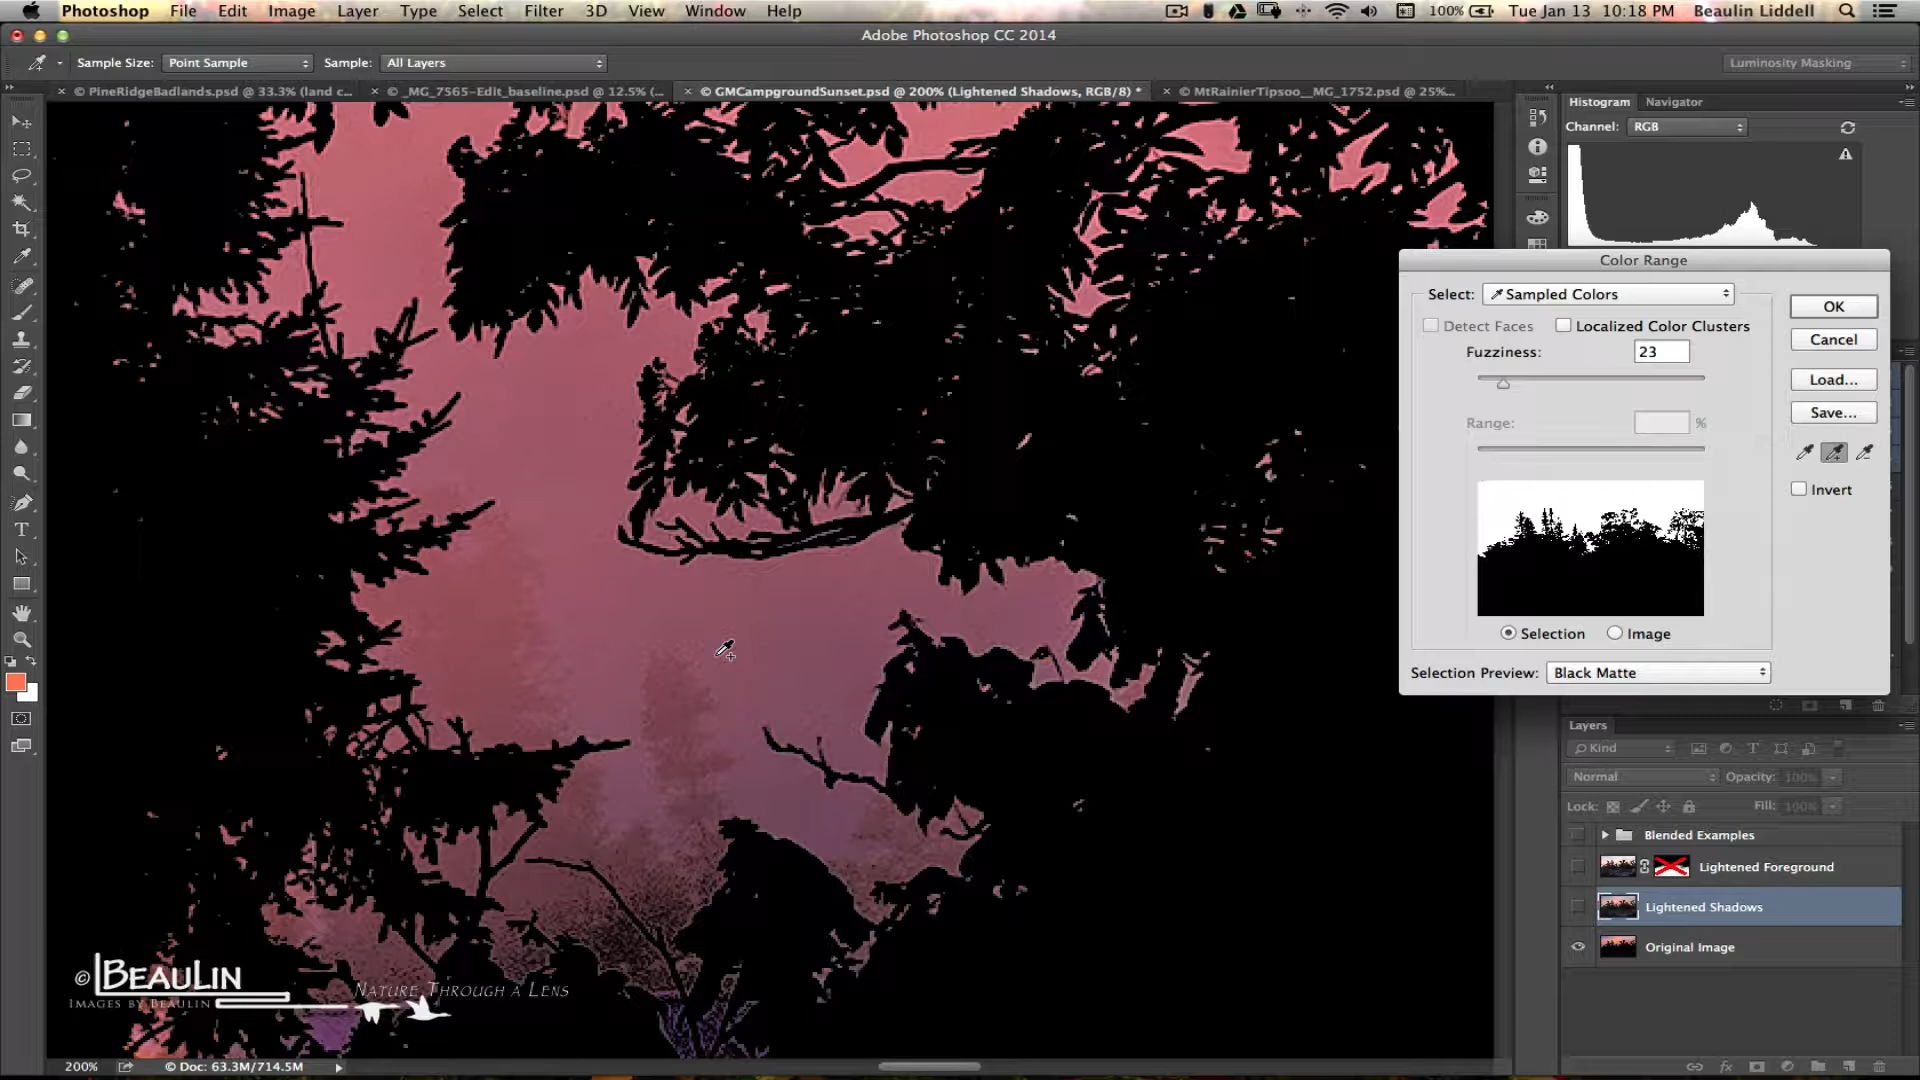 Photoshop File Edit Image Layer Type Select Filter 3D View Window Help 100% Tue Jan 13 10:18 PM Beaulin Liddell
Adobe Photoshop CC 2014
Sample Size: Point Sample Sample: All Layers Luminosity Masking
© PineRidgeBadlands.psd @ 33.3% (land c... © _MG_7565-Edit_baseline.psd @ 12.5% (... © GMCampgroundSunset.psd @ 200% (Lightened Shadows, RGB/8) * © MtRainierTipsoo__MG_1752.psd @ 25%...
Histogram Navigator
Channel: RGB
Color Range
Select: Sampled Colors
OK
Detect Faces Localized Color Clusters
Cancel
Fuzziness: 23
Load...
Save...
Range: %
Invert
Selection Image
Selection Preview: Black Matte
Layers
Kind
Normal Opacity: 100%
Lock: Fill: 100%
Blended Examples
Lightened Foreground
Lightened Shadows
Original Image
© BEAULIN
IMAGES BY BEAULIN
NATURE THROUGH A LENS
200% © Doc: 63.3M/714.5M